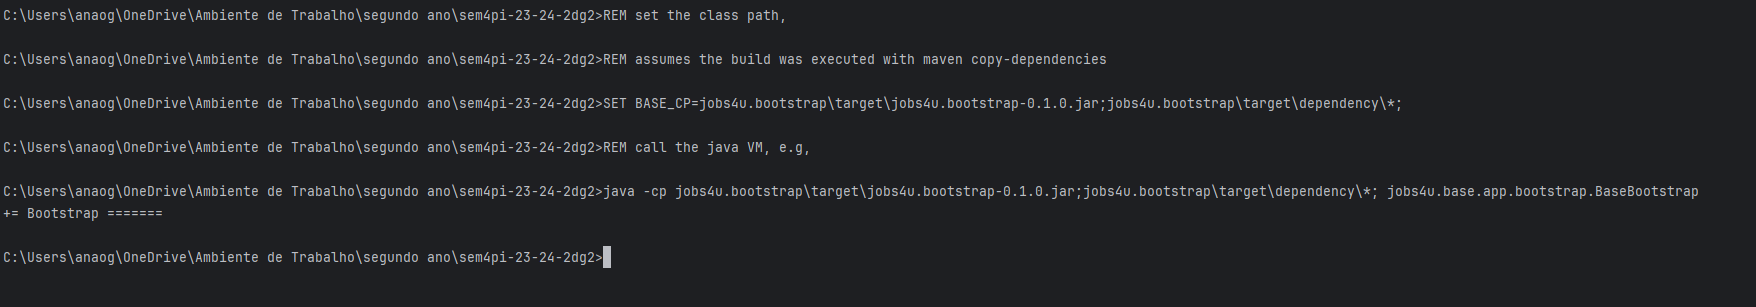 C:\Users\anaog\OneDrive\Ambiente de Trabalho\segundo ano\sem4pi-23-24-2dg2>REM set the class path,
C:\Users\anaog\OneDrive\Ambiente de Trabalho\segundo ano\sem4pi-23-24-2dg2>REM assumes the build was executed with maven copy-dependencies
C:\Users\anaog\OneDrive\Ambiente de Trabalho\segundo ano\sem4pi-23-24-2dg2>SET BASE_CP=jobs4u.bootstrap\target\jobs4u.bootstrap-0.1.0.jar;jobs4u.bootstrap\target\dependency\*;
C:\Users\anaog\OneDrive\Ambiente de Trabalho\segundo ano\sem4pi-23-24-2dg2>REM call the java VM, e.g,
C:\Users\anaog\OneDrive\Ambiente de Trabalho\segundo ano\sem4pi-23-24-2dg2>java -cp jobs4u.bootstrap\target\jobs4u.bootstrap-0.1.0.jar;jobs4u.bootstrap\target\dependency\*; jobs4u.base.app.bootstrap.BaseBootstrap
+= Bootstrap =======
C:\Users\anaog\OneDrive\Ambiente de Trabalho\segundo ano\sem4pi-23-24-2dg2>